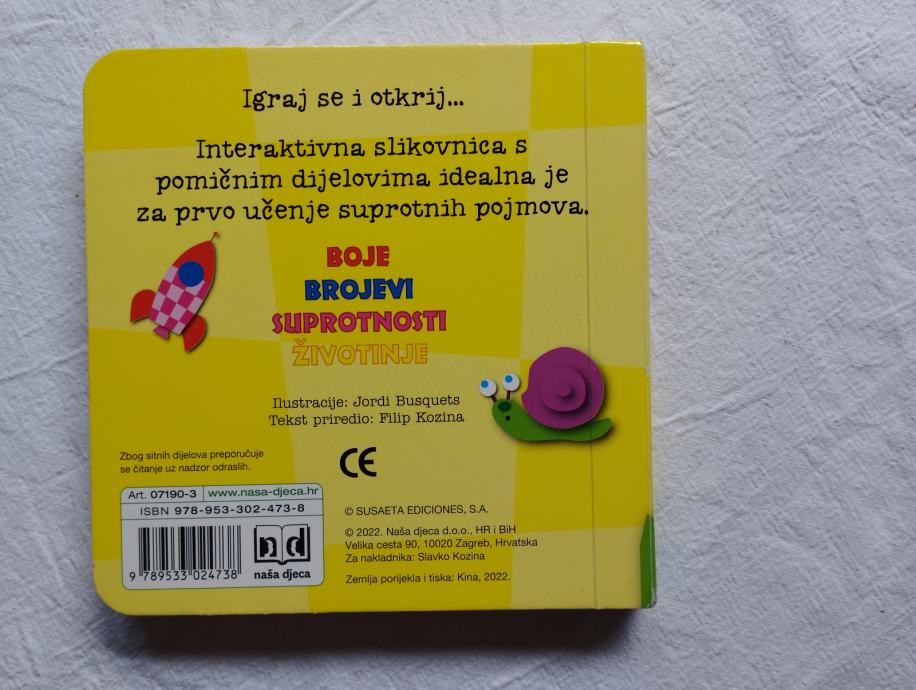 Igraj se i otkrij...
Interaktivna slikovnica s
pomičnim dijelovima idealna je
za prvo učenje suprotnih pojmova.
BOJE
BROJEVI
SUPROTNOSTI
ŽIVOTINJE
Ilustracije: Jordi Busquets
Tekst priredio: Filip Kozina
Zbog sitnih dijelova preporučuje
se čitanje uz nadzor odraslih.
CE
Art. 07190-3 www.nasa-djeca.hr
ISBN 978-953-302-473-8
9 789533 024738
nd
naša djeca
© SUSAETA EDICIONES, S.A.
© 2022. Naša djeca d.o.o., HR i BiH
Velika cesta 90, 10020 Zagreb, Hrvatska
Za nakladnika: Slavko Kozina
Zemlja porijekla i tiska: Kina, 2022.